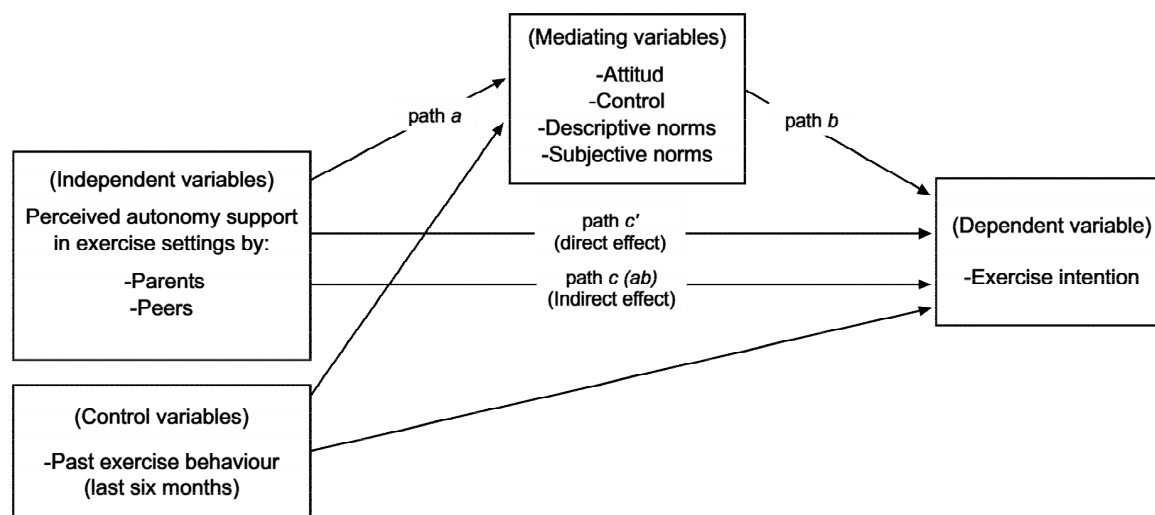 (Mediating variables)
-Attitud
-Control
-Descriptive norms
-Subjective norms
path a
path b
(Independent variables)
Perceived autonomy support
in exercise settings by:
-Parents
-Peers
path c'
(direct effect)
path c (ab)
(Indirect effect)
(Dependent variable)
-Exercise intention
(Control variables)
-Past exercise behaviour
(last six months)